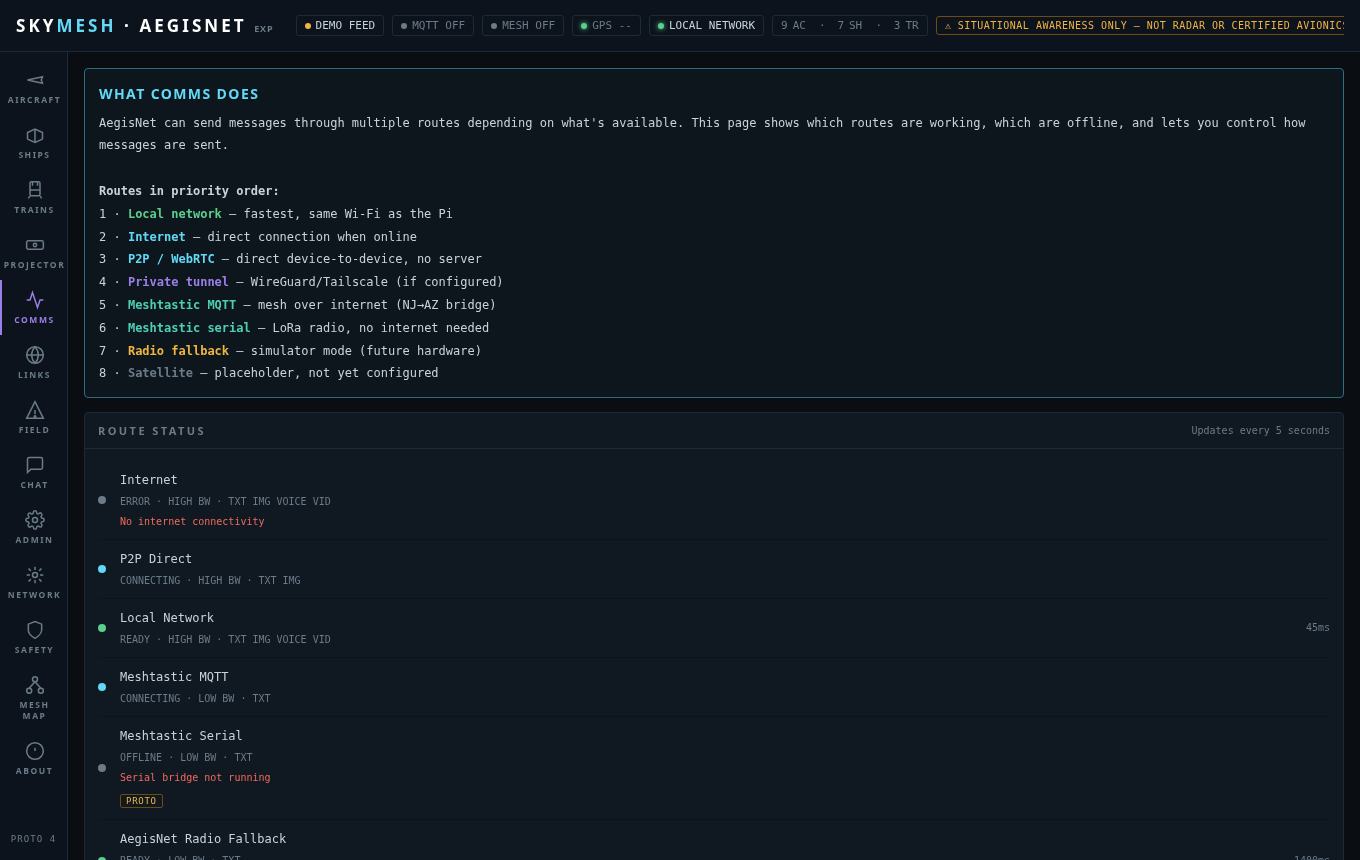 SKYMESH · AEGISNET EXP
DEMO FEED
MQTT OFF
MESH OFF
GPS --
LOCAL NETWORK
9 AC · 7 SH · 3 TR
⚠ SITUATIONAL AWARENESS ONLY — NOT RADAR OR CERTIFIED AVIONICS
AIRCRAFT
SHIPS
TRAINS
PROJECTOR
COMMS
LINKS
FIELD
CHAT
ADMIN
NETWORK
SAFETY
MESH
MAP
ABOUT
PROTO 4
WHAT COMMS DOES
AegisNet can send messages through multiple routes depending on what's available. This page shows which routes are working, which are offline, and lets you control how
messages are sent.
Routes in priority order:
1 · Local network — fastest, same Wi-Fi as the Pi
2 · Internet — direct connection when online
3 · P2P / WebRTC — direct device-to-device, no server
4 · Private tunnel — WireGuard/Tailscale (if configured)
5 · Meshtastic MQTT — mesh over internet (NJ→AZ bridge)
6 · Meshtastic serial — LoRa radio, no internet needed
7 · Radio fallback — simulator mode (future hardware)
8 · Satellite — placeholder, not yet configured
ROUTE STATUS
Updates every 5 seconds
Internet
ERROR · HIGH BW · TXT IMG VOICE VID
No internet connectivity
P2P Direct
CONNECTING · HIGH BW · TXT IMG
Local Network
READY · HIGH BW · TXT IMG VOICE VID
45ms
Meshtastic MQTT
CONNECTING · LOW BW · TXT
Meshtastic Serial
OFFLINE · LOW BW · TXT
Serial bridge not running
PROTO
AegisNet Radio Fallback
READY · LOW BW · TXT
1400ms